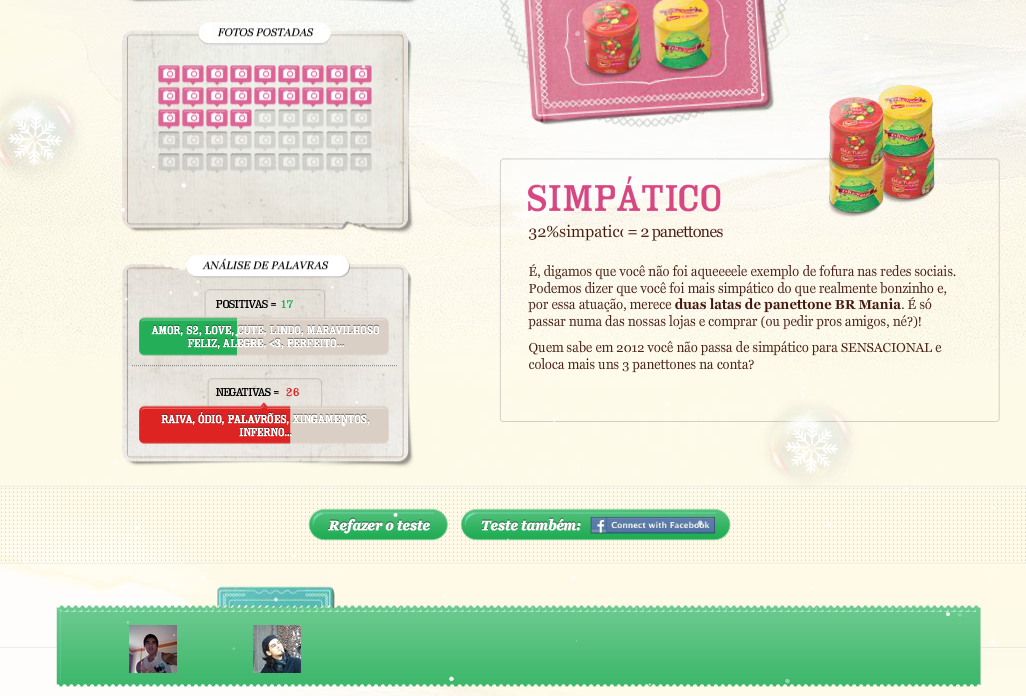 FOTOS POSTADAS
ANÁLISE DE PALAVRAS
POSITIVAS = 17
AMOR, S2, LOVE, CUTE, LINDO, MARAVILHOSO
FELIZ, ALEGRE, <3, PERFEITO...
NEGATIVAS = 26
RAIVA, ÓDIO, PALAVRÕES, XINGAMENTOS,
INFERNO...
SIMPÁTICO
32%simpatic = 2 panettones
É, digamos que você não foi aqueeeele exemplo de fofura nas redes sociais.
Podemos dizer que você foi mais simpático do que realmente bonzinho e,
por essa atuação, merece duas latas de panettone BR Mania. É só
passar numa das nossas lojas e comprar (ou pedir pros amigos, né?)!
Quem sabe em 2012 você não passa de simpático para SENSACIONAL e
coloca mais uns 3 panettones na conta?
Refazer o teste
Teste também:
f Connect with Facebook